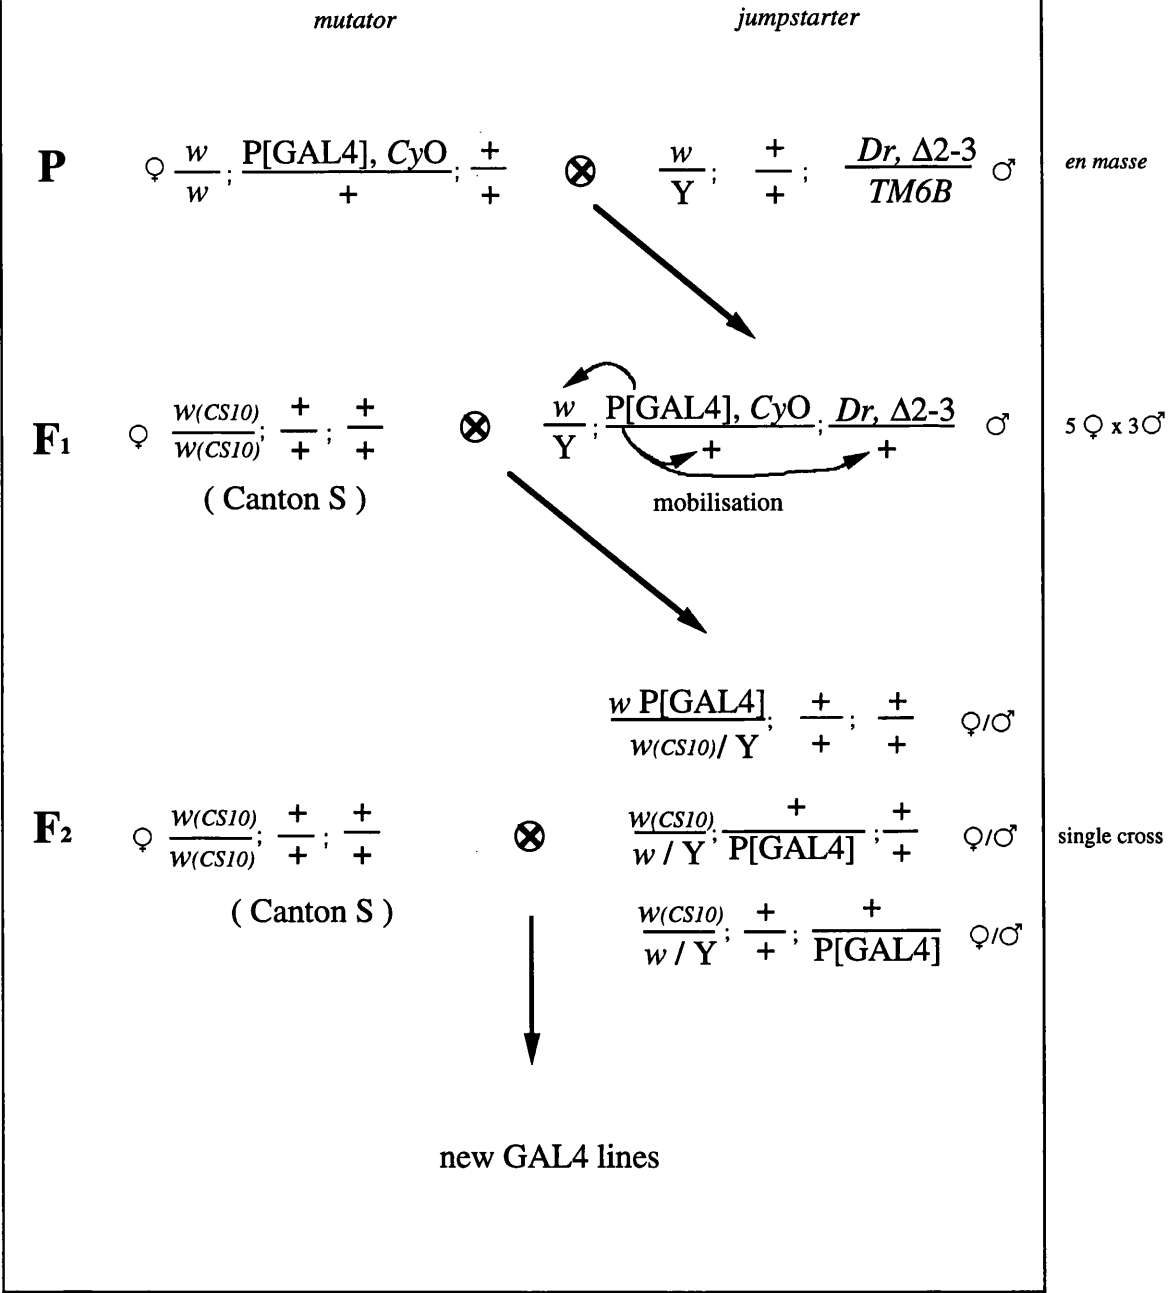 mutator jumpstarter
P ♀ w/w ; P[GAL4], CyO/+ ; +/+ ⊗ w/Y ; +/+ ; Dr, Δ2-3/TM6B ♂ en masse
F1 ♀ w(CS10)/w(CS10) ; +/+ ; +/+ ⊗ w/Y ; P[GAL4], CyO/+ ; Dr, Δ2-3/+ ♂ 5 ♀ x 3 ♂
( Canton S ) mobilisation
w P[GAL4]/w(CS10)/ Y ; +/+ ; +/+ ♀/♂
F2 ♀ w(CS10)/w(CS10) ; +/+ ; +/+ ⊗ w(CS10)/w / Y ; +/P[GAL4] ; +/+ ♀/♂ single cross
( Canton S ) w(CS10)/w / Y ; +/+ ; +/P[GAL4] ♀/♂
new GAL4 lines